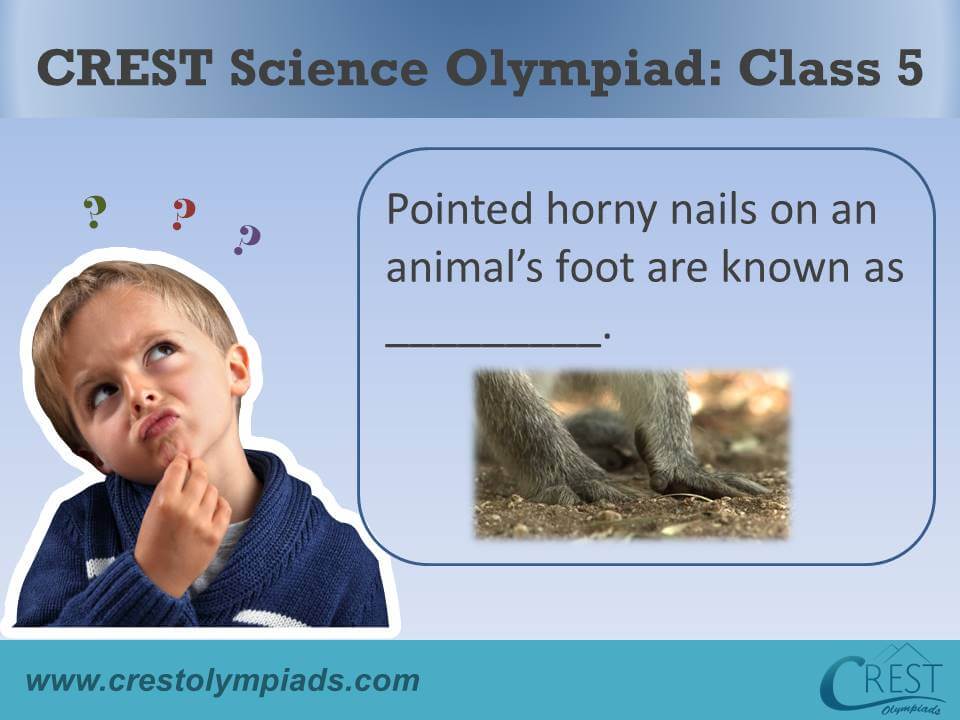 CREST Science Olympiad: Class 5
? ? ?
Pointed horny nails on an
animal’s foot are known as
_________.
www.crestolympiads.com
CREST
Olympiads